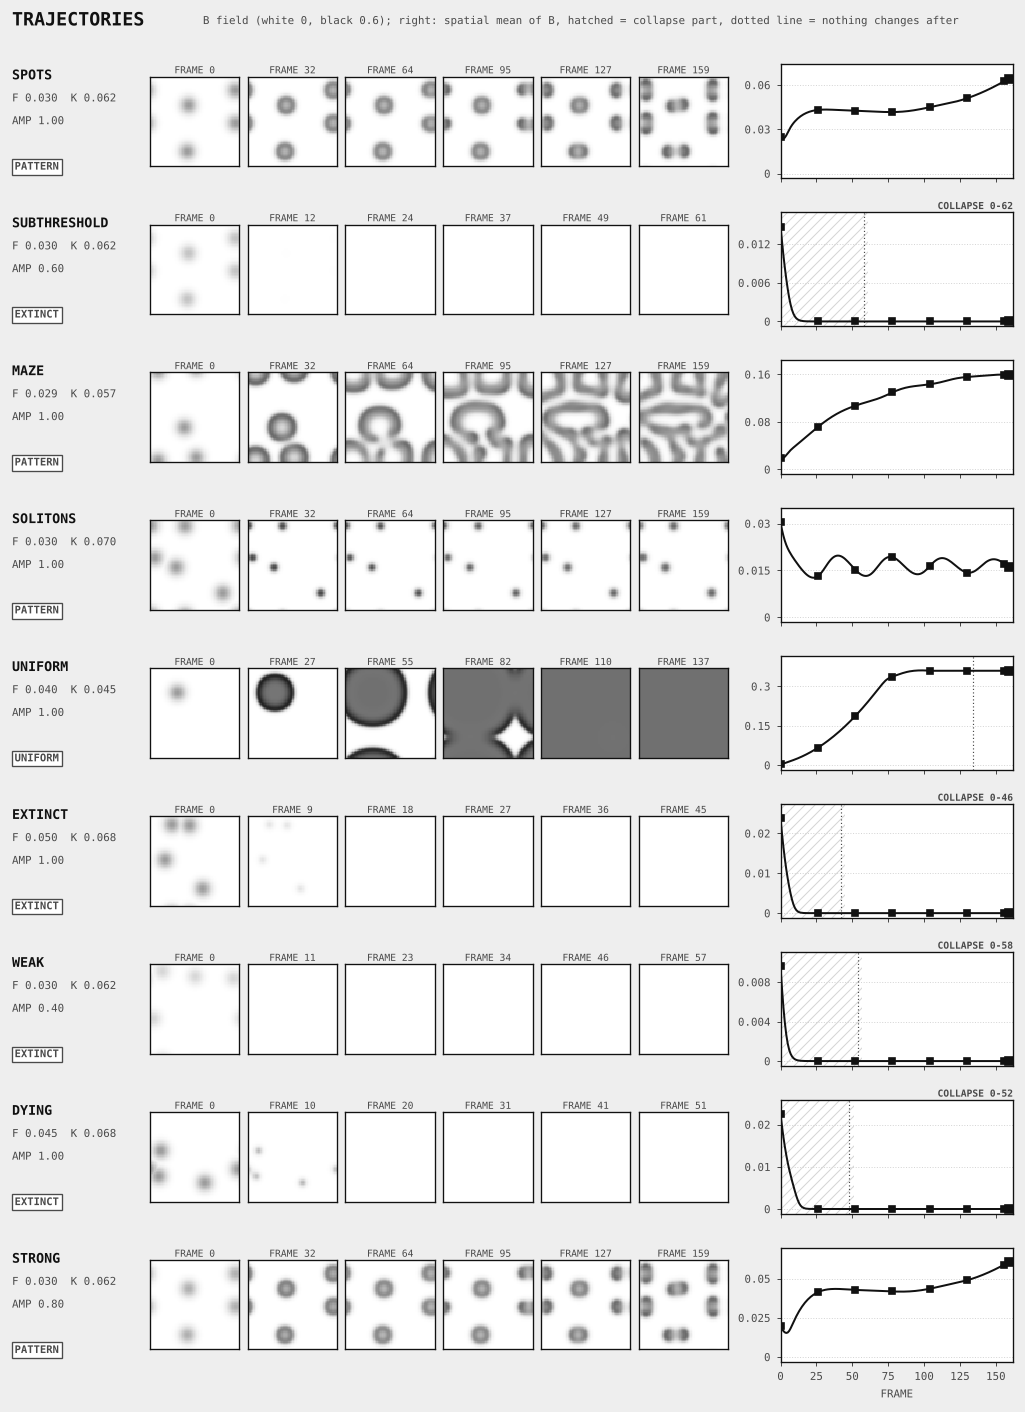 TRAJECTORIES B field (white 0, black 0.6); right: spatial mean of B, hatched = collapse part, dotted line = nothing changes after
SPOTS
F 0.030 K 0.062
AMP 1.00
PATTERN
FRAME 0 FRAME 32 FRAME 64 FRAME 95 FRAME 127 FRAME 159
0.06
0.03
0
SUBTHRESHOLD
F 0.030 K 0.062
AMP 0.60
EXTINCT
FRAME 0 FRAME 12 FRAME 24 FRAME 37 FRAME 49 FRAME 61
COLLAPSE 0-62
0.012
0.006
0
MAZE
F 0.029 K 0.057
AMP 1.00
PATTERN
FRAME 0 FRAME 32 FRAME 64 FRAME 95 FRAME 127 FRAME 159
0.16
0.08
0
SOLITONS
F 0.030 K 0.070
AMP 1.00
PATTERN
FRAME 0 FRAME 32 FRAME 64 FRAME 95 FRAME 127 FRAME 159
0.03
0.015
0
UNIFORM
F 0.040 K 0.045
AMP 1.00
UNIFORM
FRAME 0 FRAME 27 FRAME 55 FRAME 82 FRAME 110 FRAME 137
0.3
0.15
0
EXTINCT
F 0.050 K 0.068
AMP 1.00
EXTINCT
FRAME 0 FRAME 9 FRAME 18 FRAME 27 FRAME 36 FRAME 45
COLLAPSE 0-46
0.02
0.01
0
WEAK
F 0.030 K 0.062
AMP 0.40
EXTINCT
FRAME 0 FRAME 11 FRAME 23 FRAME 34 FRAME 46 FRAME 57
COLLAPSE 0-58
0.008
0.004
0
DYING
F 0.045 K 0.068
AMP 1.00
EXTINCT
FRAME 0 FRAME 10 FRAME 20 FRAME 31 FRAME 41 FRAME 51
COLLAPSE 0-52
0.02
0.01
0
STRONG
F 0.030 K 0.062
AMP 0.80
PATTERN
FRAME 0 FRAME 32 FRAME 64 FRAME 95 FRAME 127 FRAME 159
0.05
0.025
0
0 25 50 75 100 125 150
FRAME